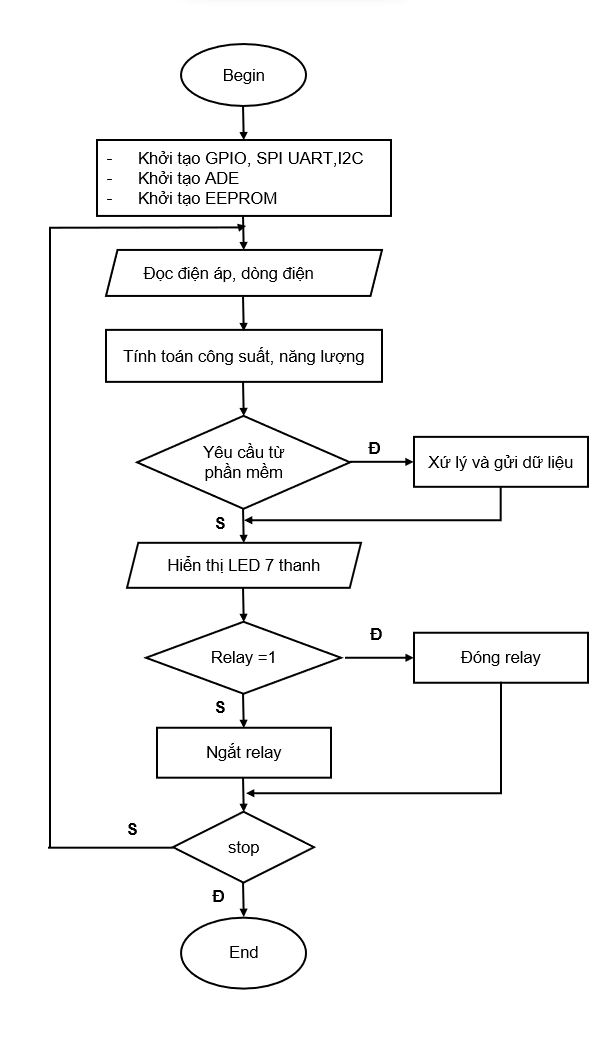 Begin
- Khởi tạo GPIO, SPI UART,I2C
- Khởi tạo ADE
- Khởi tạo EEPROM
Đọc điện áp, dòng điện
Tính toán công suất, năng lượng
Yêu cầu từ
phần mềm
Đ
Xử lý và gửi dữ liệu
S
Hiển thị LED 7 thanh
Relay =1
Đ
Đóng relay
S
Ngắt relay
S
stop
Đ
End